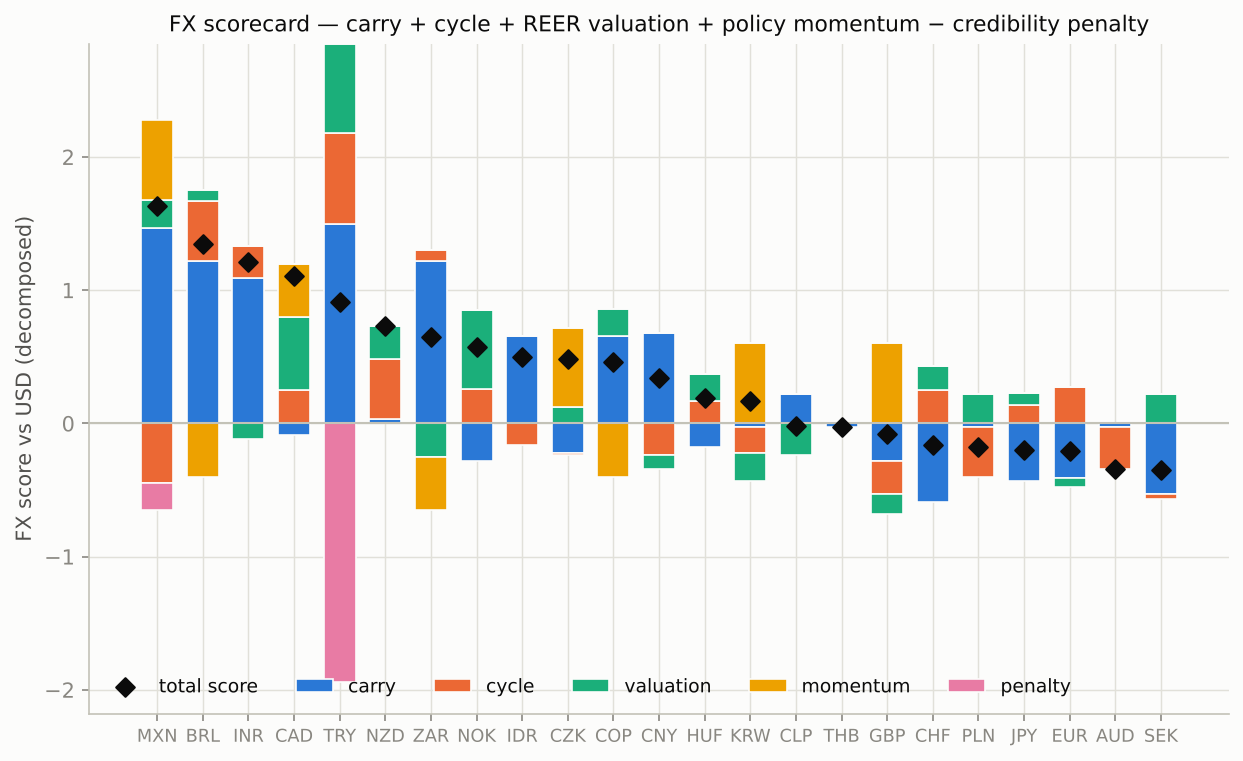 FX scorecard — carry + cycle + REER valuation + policy momentum − credibility penalty
FX score vs USD (decomposed)
2
1
0
−1
−2
total score carry cycle valuation momentum penalty
MXN BRL INR CAD TRY NZD ZAR NOK IDR CZK COP CNY HUF KRW CLP THB GBP CHF PLN JPY EUR AUD SEK